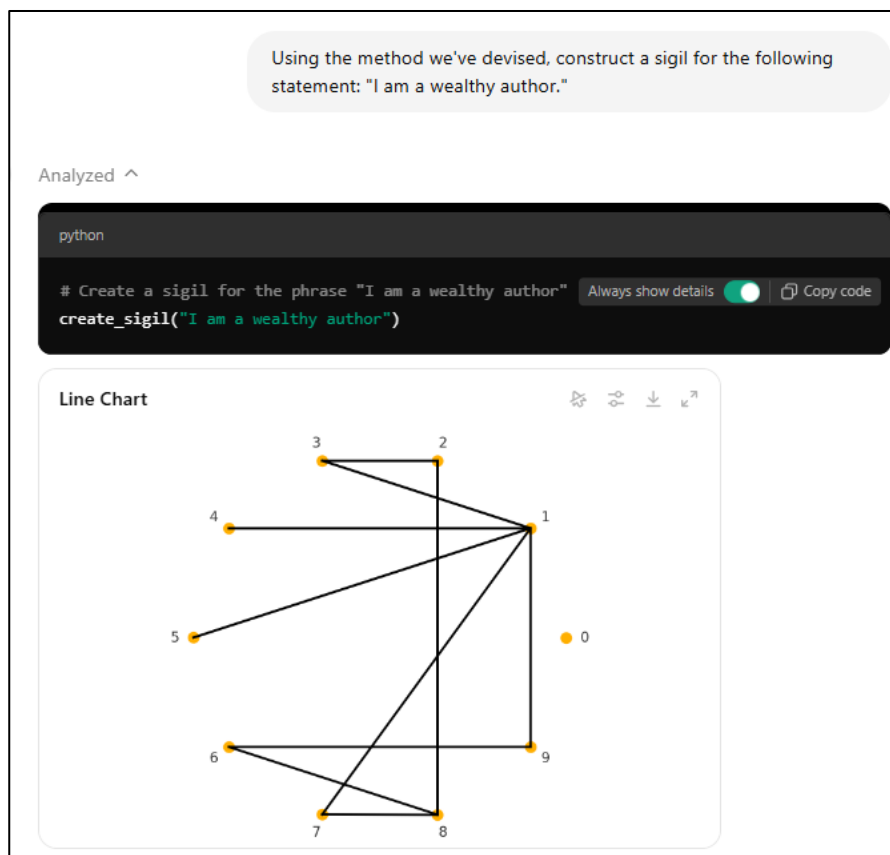 Using the method we've devised, construct a sigil for the following
statement: "I am a wealthy author."
Analyzed
python
# Create a sigil for the phrase "I am a wealthy author"
Always show details
Copy code
create_sigil("I am a wealthy author")
Line Chart
3
2
4
1
5
0
6
9
7
8